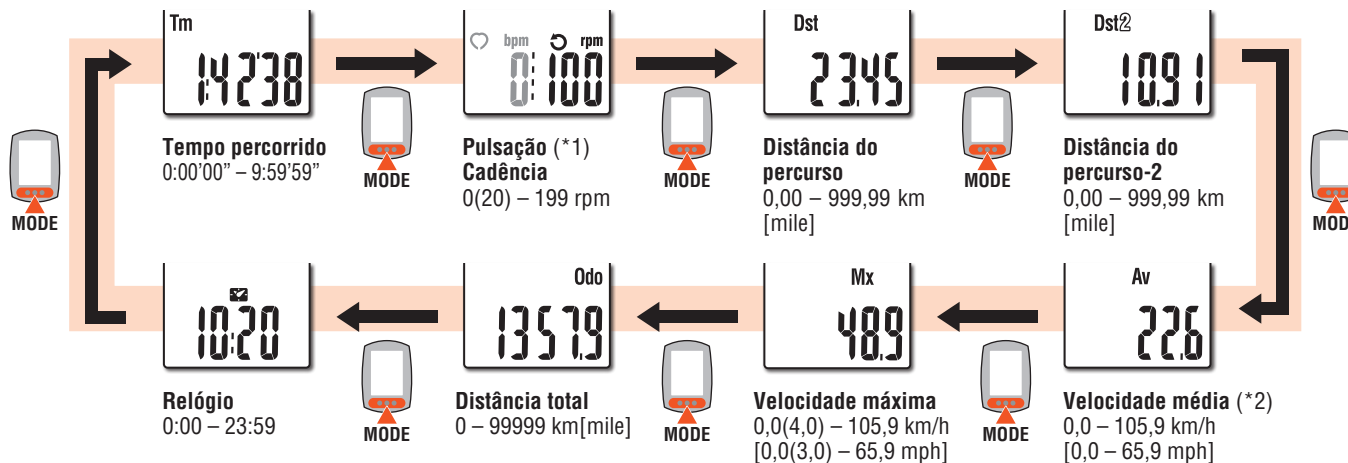 Tm
1:42'38
Tempo percorrido
0:00'00” – 9:59'59”
MODE
bpm rpm
0 100
Pulsação (*1)
Cadência
0(20) – 199 rpm
MODE
Dst
23.45
Distância do
percurso
0,00 – 999,99 km
[mile]
MODE
Dst2
10.91
Distância do
percurso-2
0,00 – 999,99 km
[mile]
MODE
MOD
Av
22.6
Velocidade média (*2)
0,0 – 105,9 km/h
[0,0 – 65,9 mph]
MODE
Mx
48.9
Velocidade máxima
0,0(4,0) – 105,9 km/h
[0,0(3,0) – 65,9 mph]
MODE
Odo
1357.9
Distância total
0 – 99999 km[mile]
MODE
10:20
Relógio
0:00 – 23:59